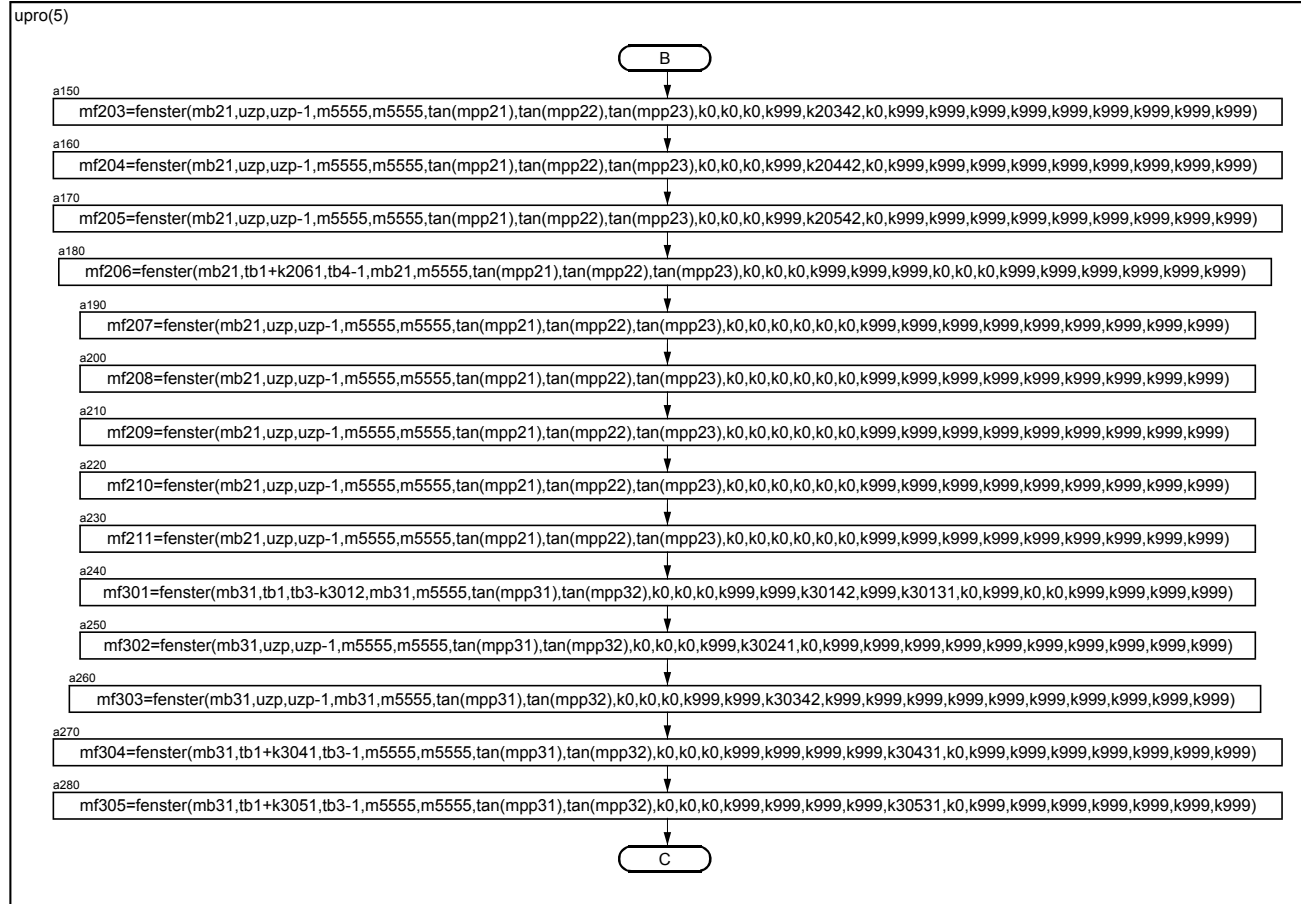 upro(5)
B
a150
mf203=fenster(mb21,uzp,uzp-1,m5555,m5555,tan(mpp21),tan(mpp22),tan(mpp23),k0,k0,k0,k999,k20342,k0,k999,k999,k999,k999,k999,k999,k999,k999,k999)
a160
mf204=fenster(mb21,uzp,uzp-1,m5555,m5555,tan(mpp21),tan(mpp22),tan(mpp23),k0,k0,k0,k999,k20442,k0,k999,k999,k999,k999,k999,k999,k999,k999,k999)
a170
mf205=fenster(mb21,uzp,uzp-1,m5555,m5555,tan(mpp21),tan(mpp22),tan(mpp23),k0,k0,k0,k999,k20542,k0,k999,k999,k999,k999,k999,k999,k999,k999,k999)
a180
mf206=fenster(mb21,tb1+k2061,tb4-1,mb21,m5555,tan(mpp21),tan(mpp22),tan(mpp23),k0,k0,k0,k999,k999,k999,k0,k0,k0,k999,k999,k999,k999,k999,k999)
a190
mf207=fenster(mb21,uzp,uzp-1,m5555,m5555,tan(mpp21),tan(mpp22),tan(mpp23),k0,k0,k0,k0,k0,k0,k999,k999,k999,k999,k999,k999,k999,k999,k999)
a200
mf208=fenster(mb21,uzp,uzp-1,m5555,m5555,tan(mpp21),tan(mpp22),tan(mpp23),k0,k0,k0,k0,k0,k0,k999,k999,k999,k999,k999,k999,k999,k999,k999)
a210
mf209=fenster(mb21,uzp,uzp-1,m5555,m5555,tan(mpp21),tan(mpp22),tan(mpp23),k0,k0,k0,k0,k0,k0,k999,k999,k999,k999,k999,k999,k999,k999,k999)
a220
mf210=fenster(mb21,uzp,uzp-1,m5555,m5555,tan(mpp21),tan(mpp22),tan(mpp23),k0,k0,k0,k0,k0,k0,k999,k999,k999,k999,k999,k999,k999,k999,k999)
a230
mf211=fenster(mb21,uzp,uzp-1,m5555,m5555,tan(mpp21),tan(mpp22),tan(mpp23),k0,k0,k0,k0,k0,k0,k999,k999,k999,k999,k999,k999,k999,k999,k999)
a240
mf301=fenster(mb31,tb1,tb3-k3012,mb31,m5555,tan(mpp31),tan(mpp32),k0,k0,k0,k999,k999,k30142,k999,k30131,k0,k999,k0,k0,k999,k999,k999,k999)
a250
mf302=fenster(mb31,uzp,uzp-1,m5555,m5555,tan(mpp31),tan(mpp32),k0,k0,k0,k999,k30241,k0,k999,k999,k999,k999,k999,k999,k999,k999,k999)
a260
mf303=fenster(mb31,uzp,uzp-1,mb31,m5555,tan(mpp31),tan(mpp32),k0,k0,k0,k999,k999,k30342,k999,k999,k999,k999,k999,k999,k999,k999,k999)
a270
mf304=fenster(mb31,tb1+k3041,tb3-1,m5555,m5555,tan(mpp31),tan(mpp32),k0,k0,k0,k999,k999,k999,k999,k30431,k0,k999,k999,k999,k999,k999,k999,k999)
a280
mf305=fenster(mb31,tb1+k3051,tb3-1,m5555,m5555,tan(mpp31),tan(mpp32),k0,k0,k0,k999,k999,k999,k999,k30531,k0,k999,k999,k999,k999,k999,k999,k999)
C